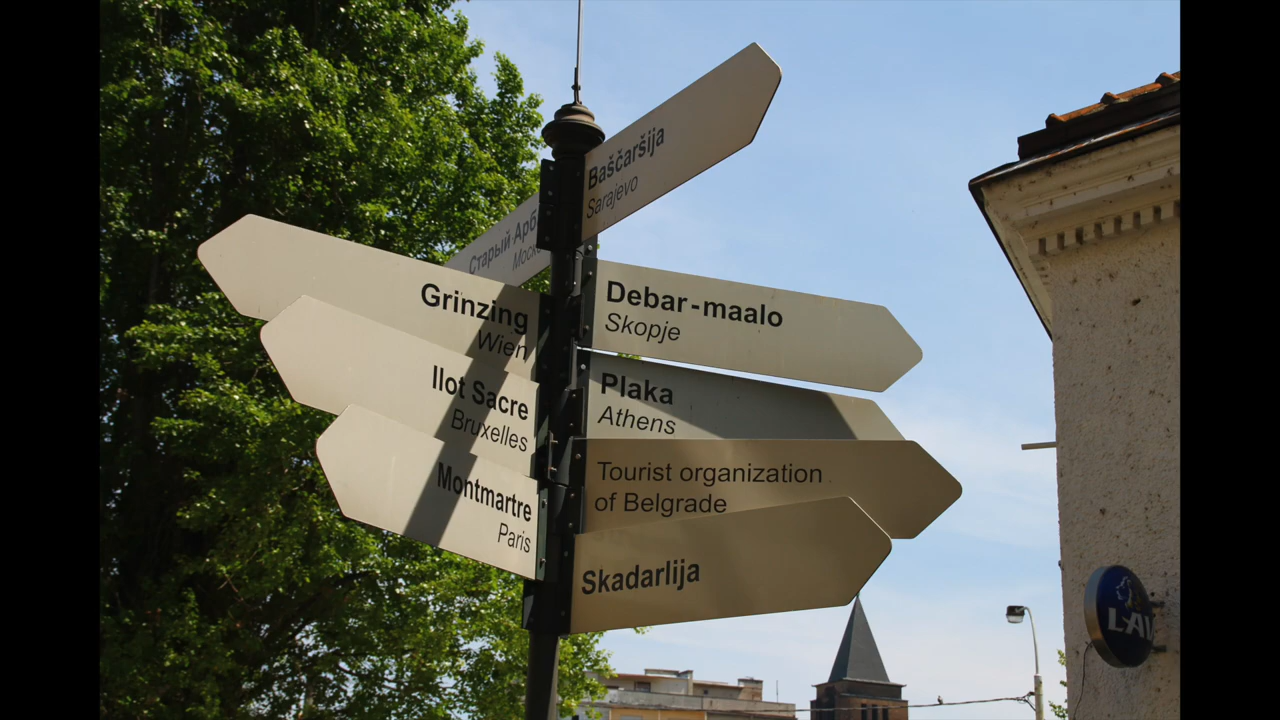 Baščaršija
Sarajevo
Старый
Grinzing
Wien
Debar-maalo
Skopje
Ilot Sacre
Bruxelles
Plaka
Athens
Montmartre
Paris
Tourist organization
of Belgrade
Skadarlija